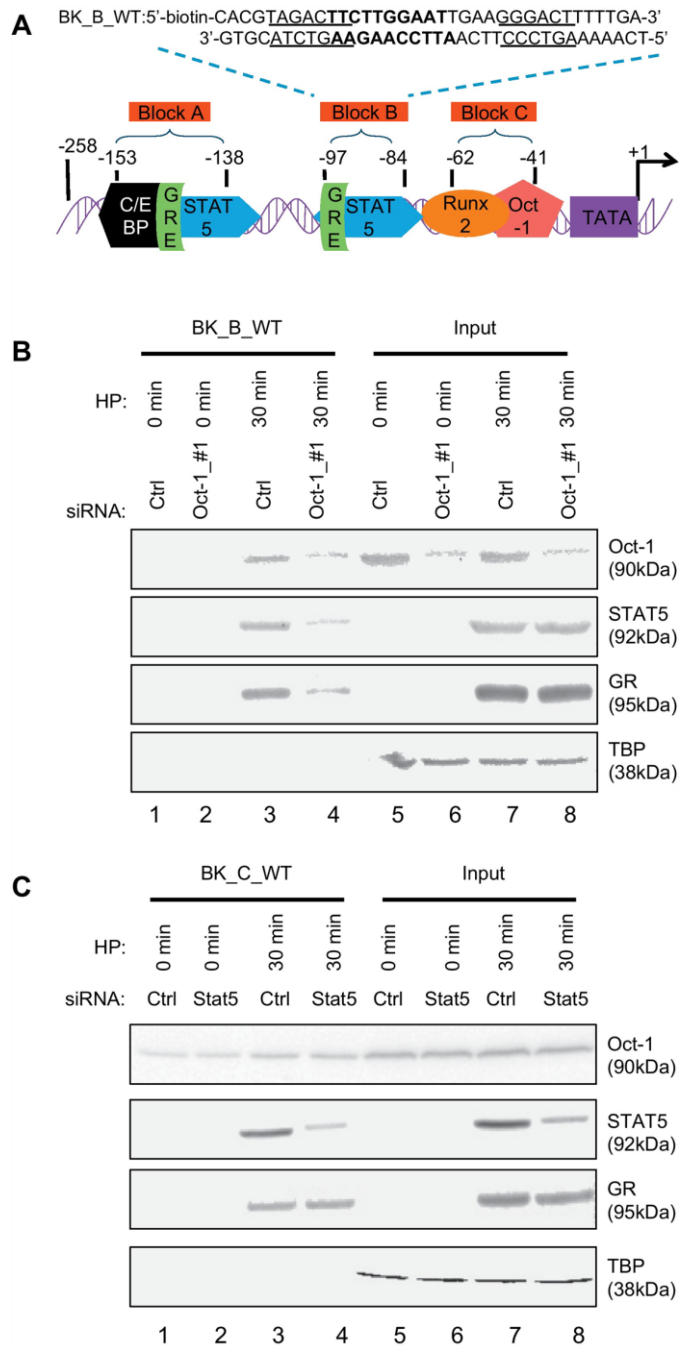 A
BK_B_WT:5'-biotin-CACGTAGACTTCTTGGAATTGAAGGGACTTTTTGA-3'
3'-GTGCATCTGAAGAACCTTAACTTCCCTGAAAAACT-5'
Block A
Block B
Block C
-258
-153
-138
-97
-84
-62
-41
+1
C/E
BP
G
R
E
STAT
5
G
R
E
STAT
5
Runx
2
Oct
-1
TATA
B
BK_B_WT
Input
HP:
0 min
0 min
30 min
30 min
0 min
0 min
30 min
30 min
siRNA:
Ctrl
Oct-1_#1
Ctrl
Oct-1_#1
Ctrl
Oct-1_#1
Ctrl
Oct-1_#1
Oct-1
(90kDa)
STAT5
(92kDa)
GR
(95kDa)
TBP
(38kDa)
1 2 3 4 5 6 7 8
C
BK_C_WT
Input
HP:
0 min
0 min
30 min
30 min
0 min
0 min
30 min
30 min
siRNA: Ctrl Stat5 Ctrl Stat5 Ctrl Stat5 Ctrl Stat5
Oct-1
(90kDa)
STAT5
(92kDa)
GR
(95kDa)
TBP
(38kDa)
1 2 3 4 5 6 7 8